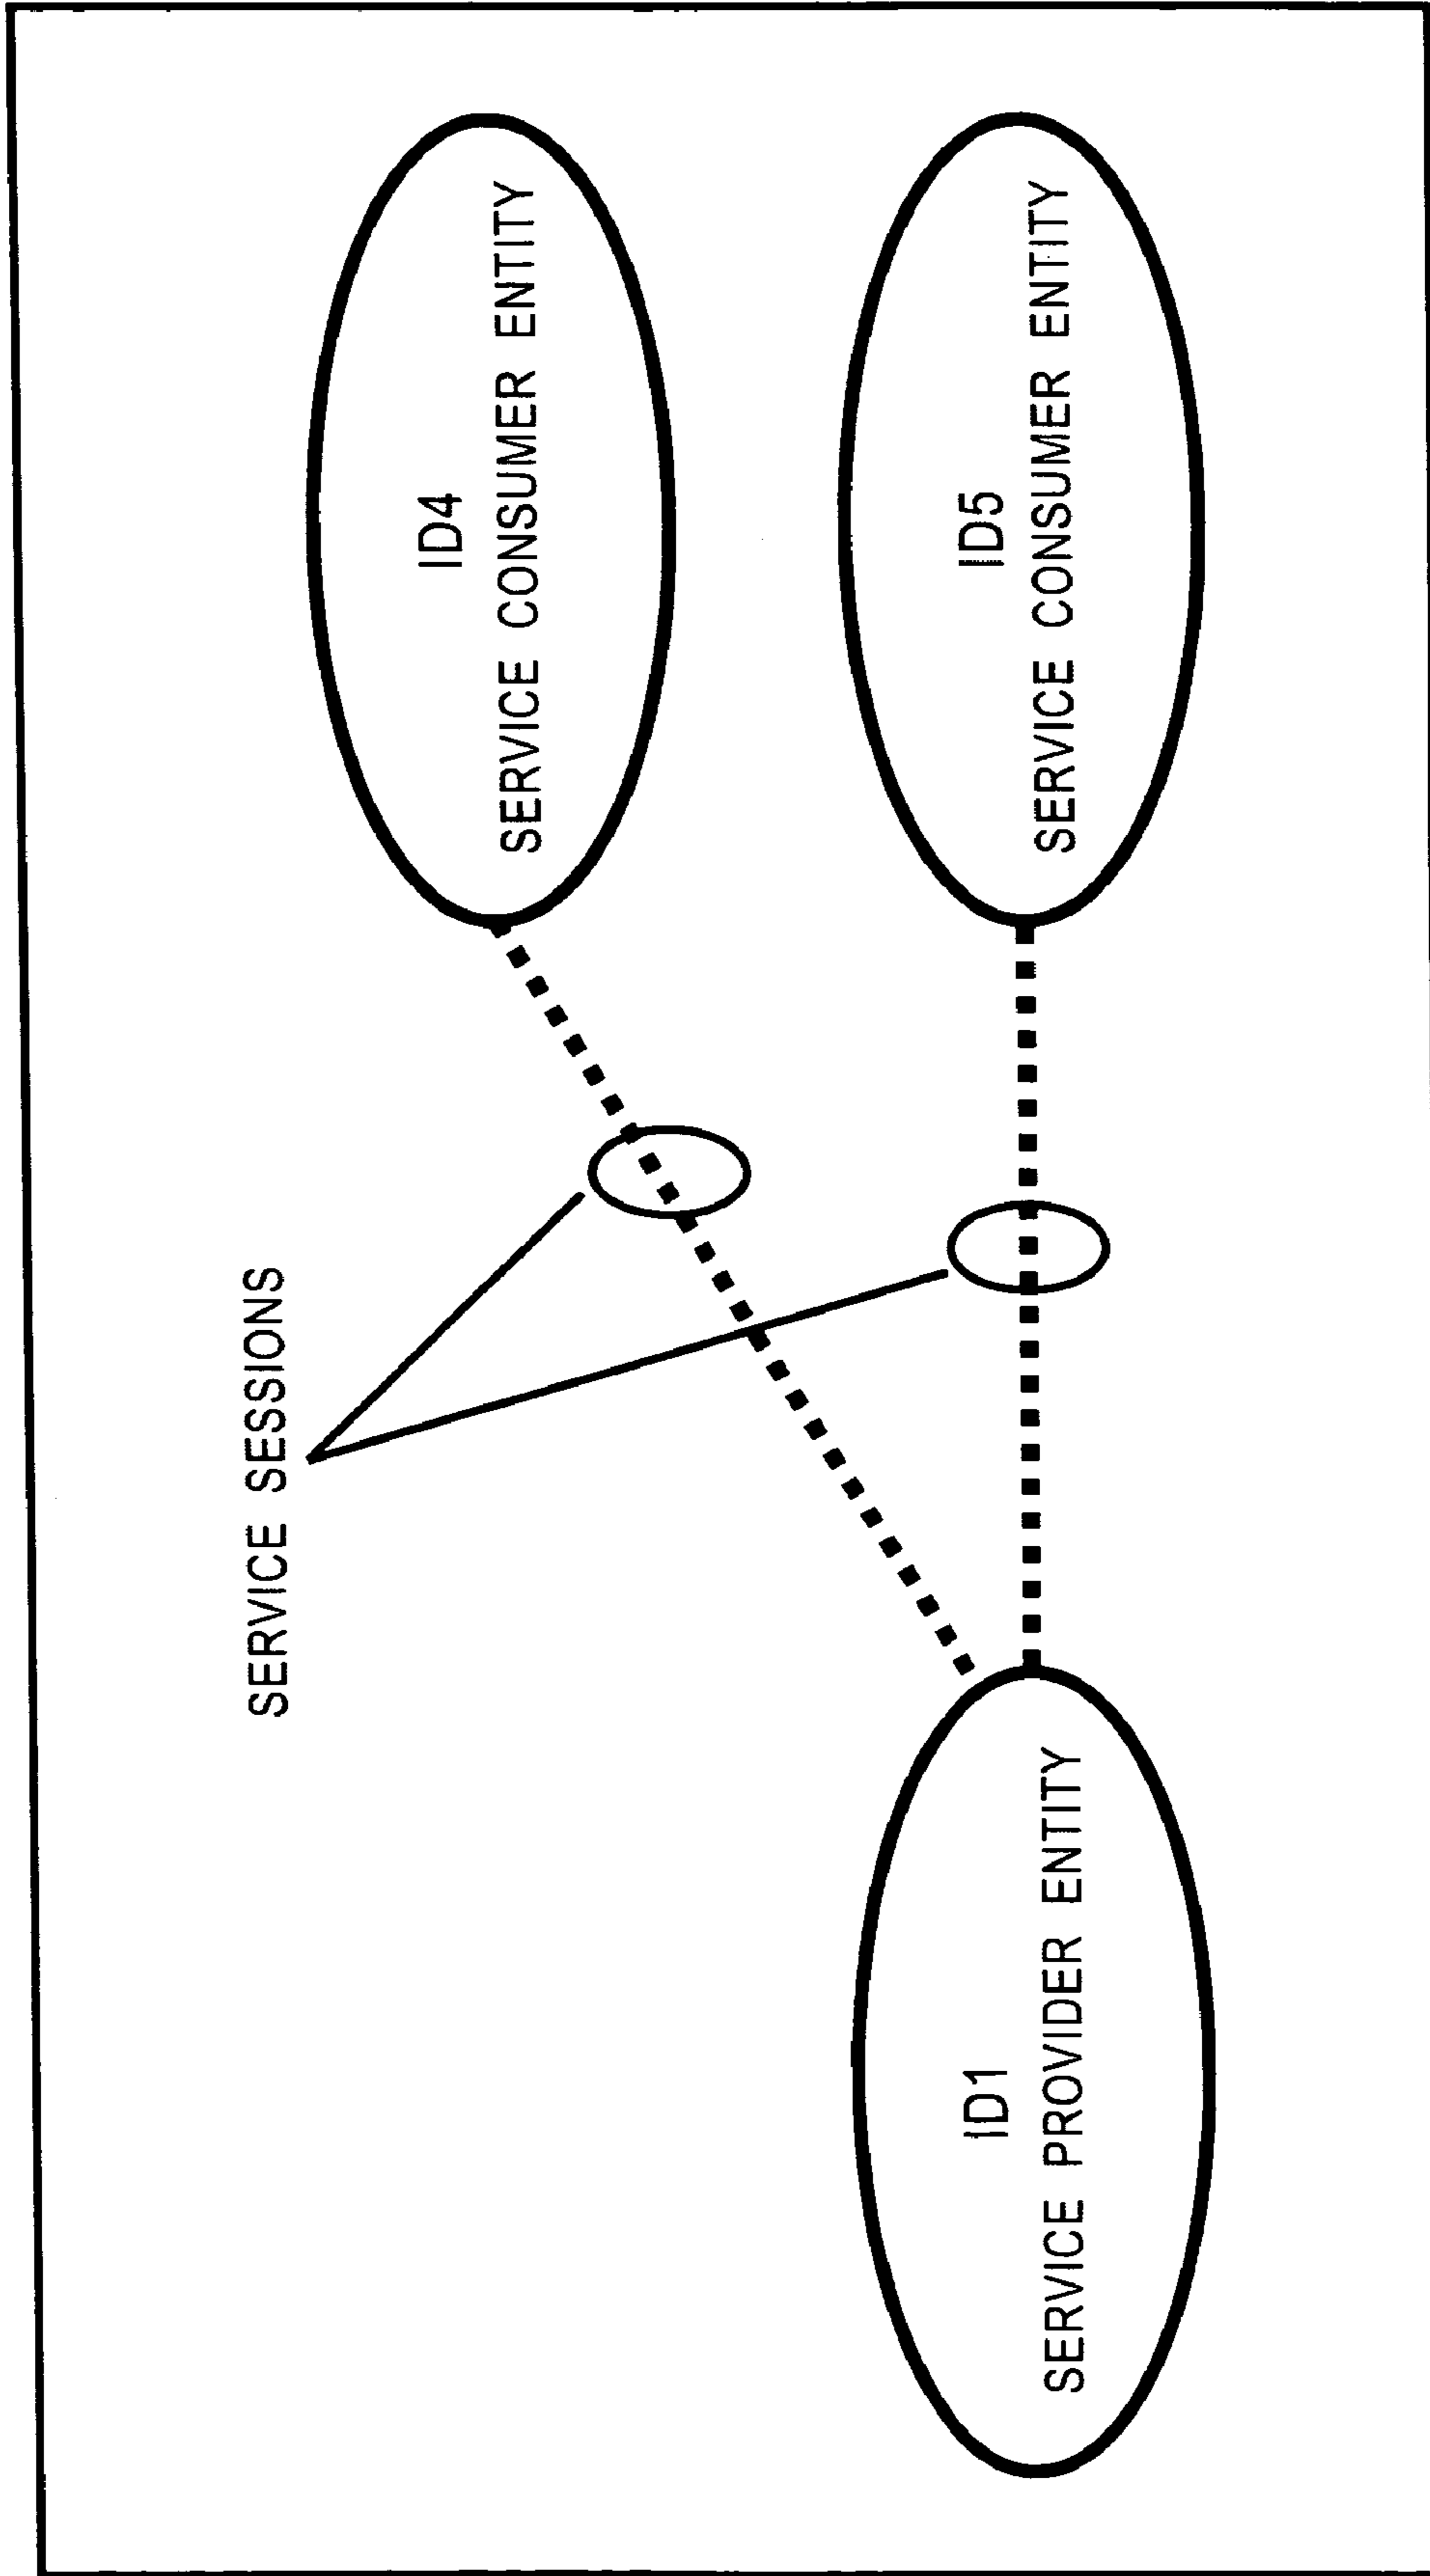 SERVICE SESSIONS
ID4
SERVICE CONSUMER ENTITY
ID1
SERVICE PROVIDER ENTITY
ID5
SERVICE CONSUMER ENTITY